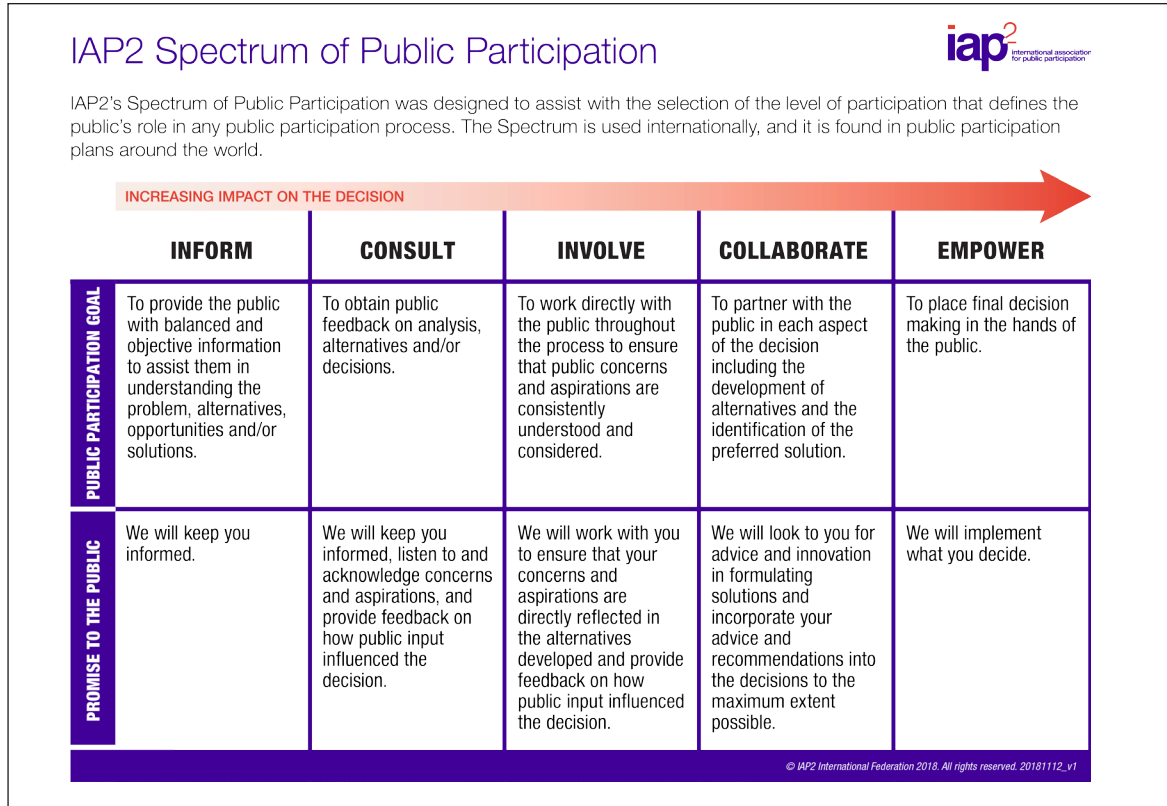 IAP2 Spectrum of Public Participation
iap2
international association
for public participation
IAP2's Spectrum of Public Participation was designed to assist with the selection of the level of participation that defines the
public's role in any public participation process. The Spectrum is used internationally, and it is found in public participation
plans around the world.
INCREASING IMPACT ON THE DECISION
INFORM
CONSULT
INVOLVE
COLLABORATE
EMPOWER
PUBLIC PARTICIPATION GOAL
To provide the public
with balanced and
objective information
to assist them in
understanding the
problem, alternatives,
opportunities and/or
solutions.
To obtain public
feedback on analysis,
alternatives and/or
decisions.
To work directly with
the public throughout
the process to ensure
that public concerns
and aspirations are
consistently
understood and
considered.
To partner with the
public in each aspect
of the decision
including the
development of
alternatives and the
identification of the
preferred solution.
To place final decision
making in the hands of
the public.
PROMISE TO THE PUBLIC
We will keep you
informed.
We will keep you
informed, listen to and
acknowledge concerns
and aspirations, and
provide feedback on
how public input
influenced the
decision.
We will work with you
to ensure that your
concerns and
aspirations are
directly reflected in
the alternatives
developed and provide
feedback on how
public input influenced
the decision.
We will look to you for
advice and innovation
in formulating
solutions and
incorporate your
advice and
recommendations into
the decisions to the
maximum extent
possible.
We will implement
what you decide.
© IAP2 International Federation 2018. All rights reserved. 20181112_v1